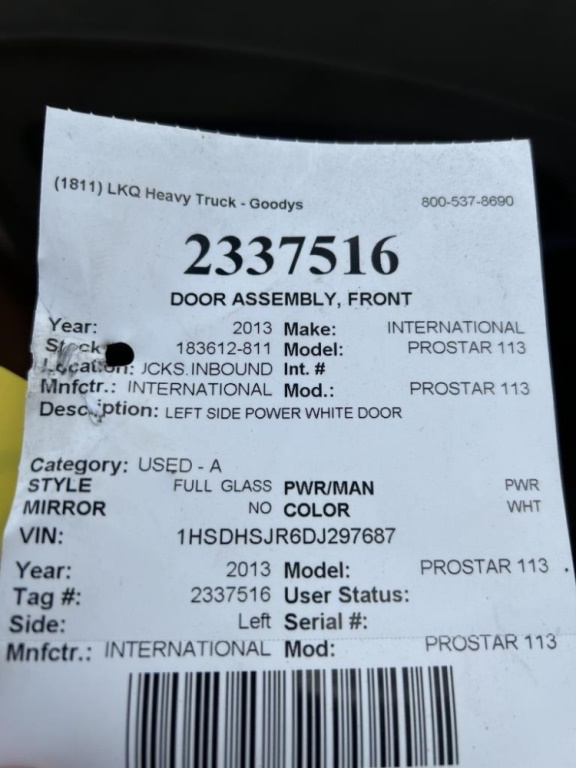 (1811) LKQ Heavy Truck - Goodys 800-537-8690
2337516
DOOR ASSEMBLY, FRONT
Year: 2013 Make: INTERNATIONAL
Stock 183612-811 Model: PROSTAR 113
Location: JCKS.INBOUND Int. #
Mnfctr.: INTERNATIONAL Mod.: PROSTAR 113
Description: LEFT SIDE POWER WHITE DOOR
Category: USED - A
STYLE FULL GLASS PWR/MAN PWR
MIRROR NO COLOR WHT
VIN: 1HSDHSJR6DJ297687
Year: 2013 Model: PROSTAR 113
Tag #: 2337516 User Status:
Side: Left Serial #:
Mnfctr.: INTERNATIONAL Mod: PROSTAR 113